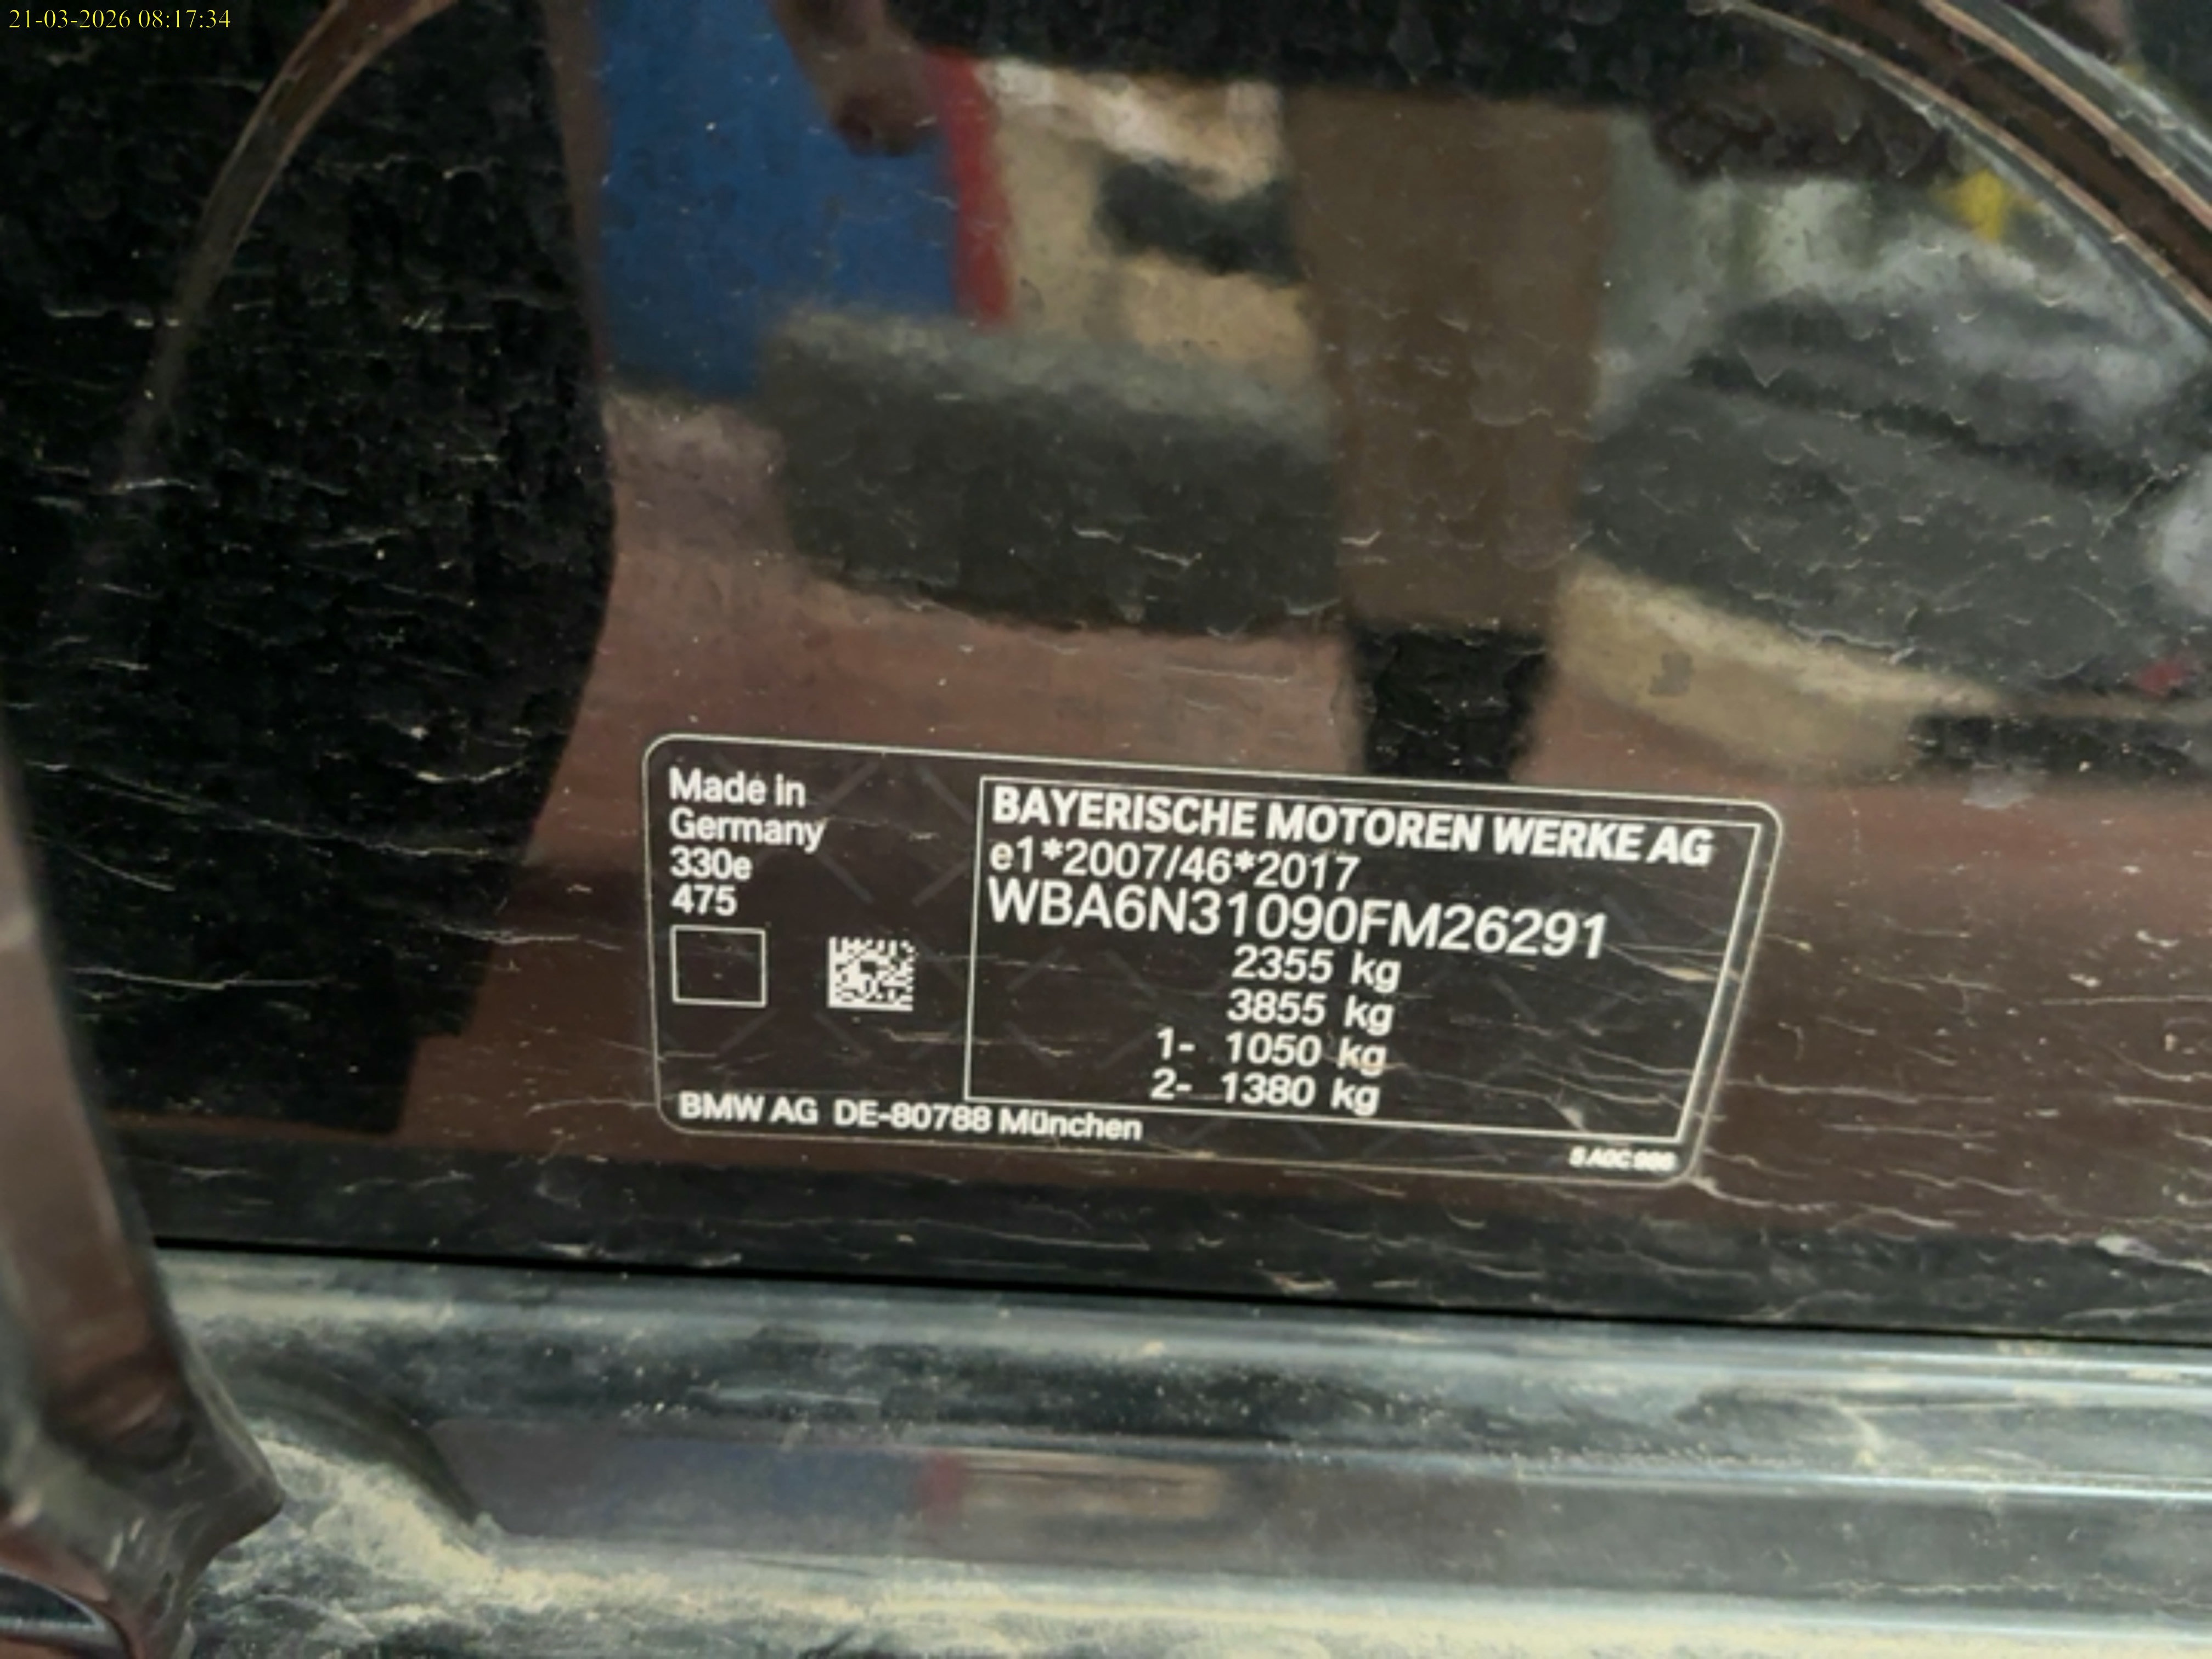 21-03-2026 08:17:34
Made in
Germany
330e
475
BAYERISCHE MOTOREN WERKE AG
e1*2007/46*2017
WBA6N31090FM26291
2355 kg
3855 kg
1- 1050 kg
2- 1380 kg
BMW AG DE-80788 München